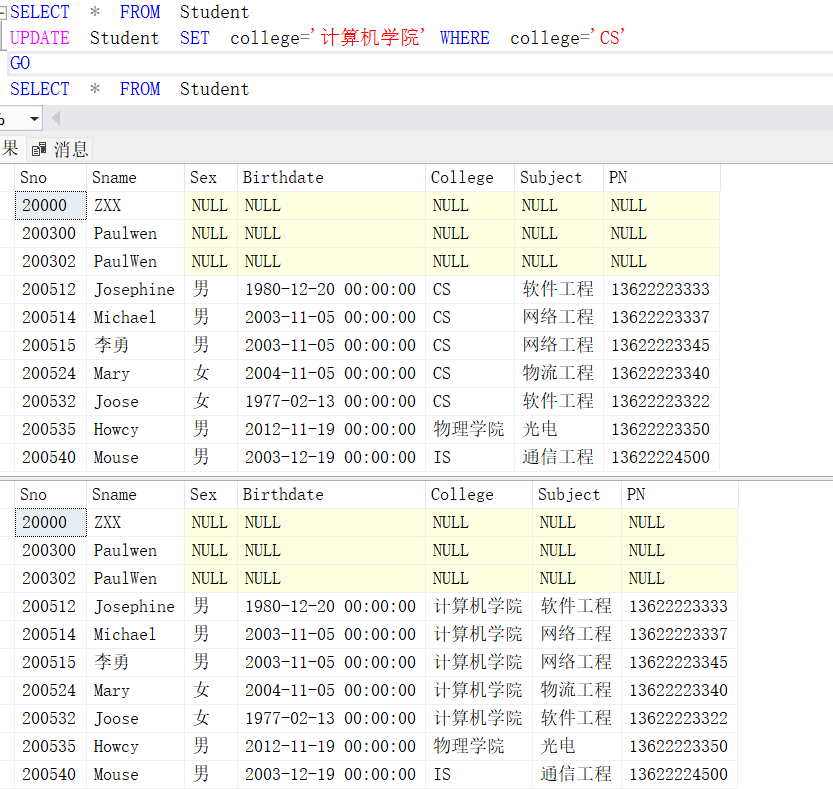 SELECT * FROM Student
UPDATE Student SET college='计算机学院' WHERE college='CS'
GO
SELECT * FROM Student
果 消息
Sno Sname Sex Birthdate College Subject PN
20000 ZXX NULL NULL NULL NULL NULL
200300 Paulwen NULL NULL NULL NULL NULL
200302 PaulWen NULL NULL NULL NULL NULL
200512 Josephine 男 1980-12-20 00:00:00 CS 软件工程 13622223333
200514 Michael 男 2003-11-05 00:00:00 CS 网络工程 13622223337
200515 李勇 男 2003-11-05 00:00:00 CS 网络工程 13622223345
200524 Mary 女 2004-11-05 00:00:00 CS 物流工程 13622223340
200532 Joose 女 1977-02-13 00:00:00 CS 软件工程 13622223322
200535 Howcy 男 2012-11-19 00:00:00 物理学院 光电 13622223350
200540 Mouse 男 2003-12-19 00:00:00 IS 通信工程 13622224500
Sno Sname Sex Birthdate College Subject PN
20000 ZXX NULL NULL NULL NULL NULL
200300 Paulwen NULL NULL NULL NULL NULL
200302 PaulWen NULL NULL NULL NULL NULL
200512 Josephine 男 1980-12-20 00:00:00 计算机学院 软件工程 13622223333
200514 Michael 男 2003-11-05 00:00:00 计算机学院 网络工程 13622223337
200515 李勇 男 2003-11-05 00:00:00 计算机学院 网络工程 13622223345
200524 Mary 女 2004-11-05 00:00:00 计算机学院 物流工程 13622223340
200532 Joose 女 1977-02-13 00:00:00 计算机学院 软件工程 13622223322
200535 Howcy 男 2012-11-19 00:00:00 物理学院 光电 13622223350
200540 Mouse 男 2003-12-19 00:00:00 IS 通信工程 13622224500